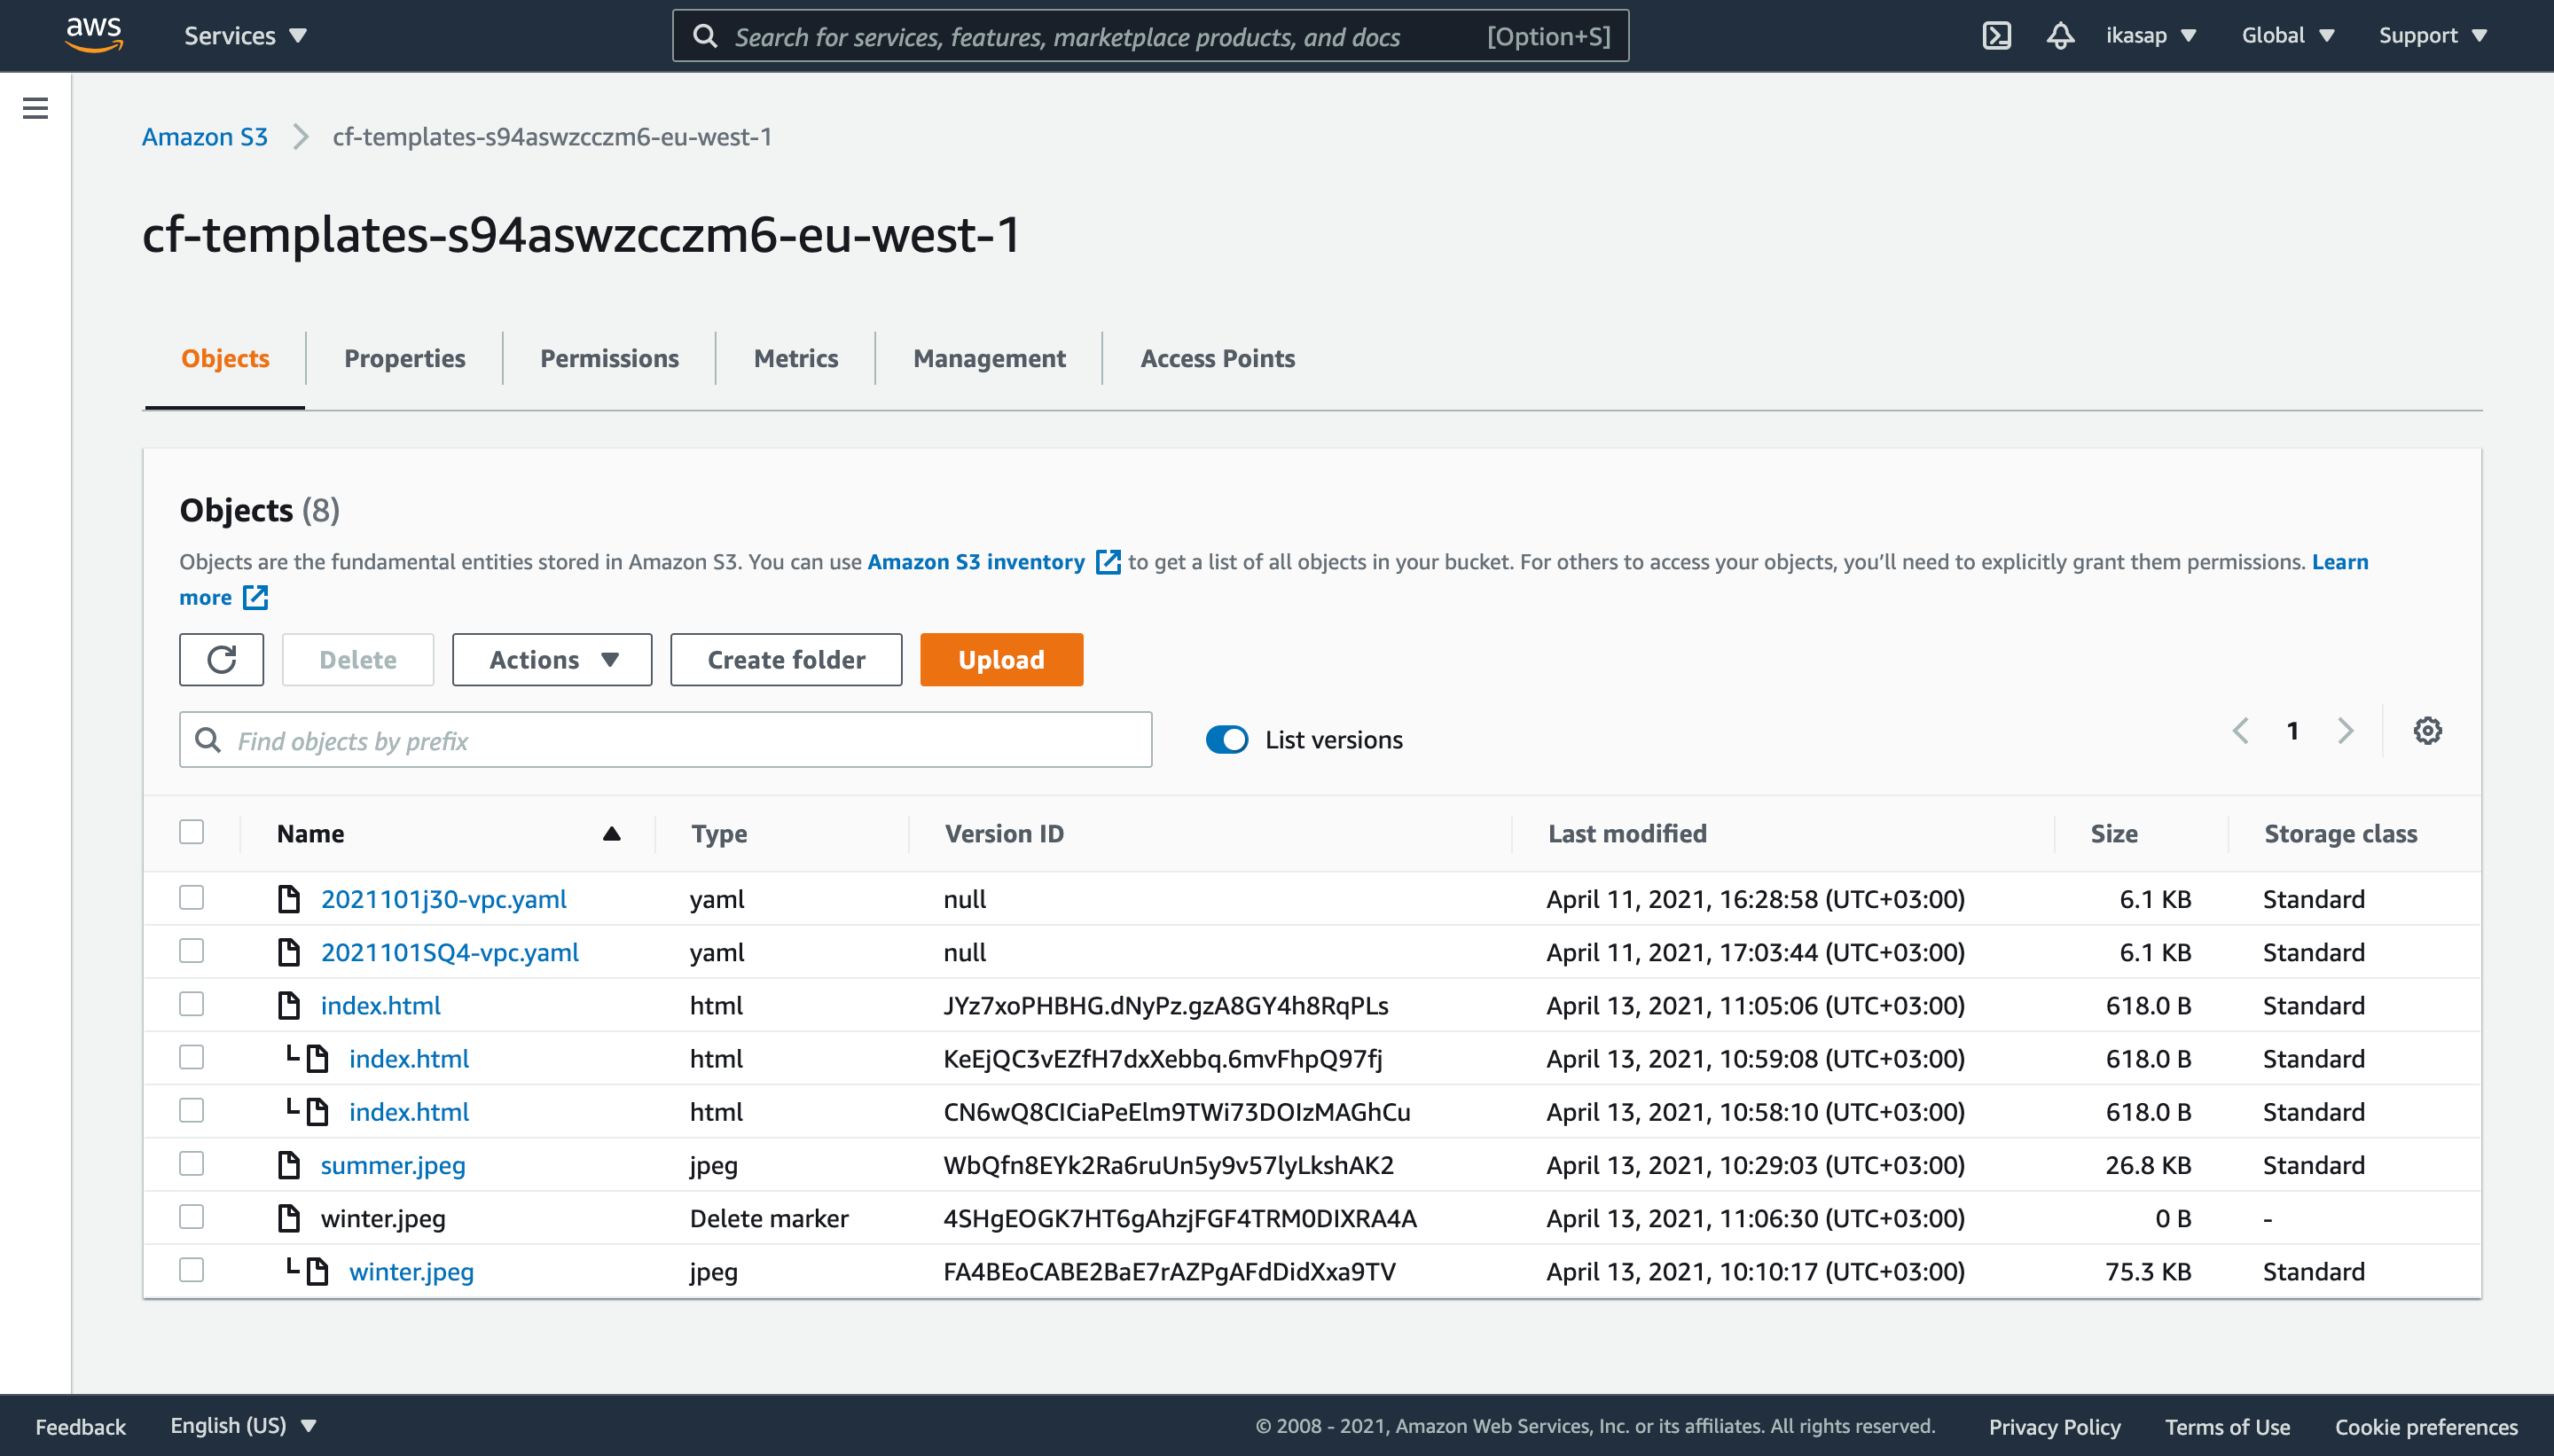 aws Services Search for services, features, marketplace products, and docs [Option+S] ikasap Global Support
Amazon S3 cf-templates-s94aswzcczm6-eu-west-1
cf-templates-s94aswzcczm6-eu-west-1
Objects Properties Permissions Metrics Management Access Points
Objects (8)
Objects are the fundamental entities stored in Amazon S3. You can use Amazon S3 inventory to get a list of all objects in your bucket. For others to access your objects, you’ll need to explicitly grant them permissions. Learn
more
Delete Actions Create folder Upload
Find objects by prefix List versions 1
Name Type Version ID Last modified Size Storage class
2021101j30-vpc.yaml yaml null April 11, 2021, 16:28:58 (UTC+03:00) 6.1 KB Standard
2021101SQ4-vpc.yaml yaml null April 11, 2021, 17:03:44 (UTC+03:00) 6.1 KB Standard
index.html html JYz7xoPHBHG.dNyPz.gzA8GY4h8RqPLs April 13, 2021, 11:05:06 (UTC+03:00) 618.0 B Standard
index.html html KeEjQC3vEZfH7dxXebbq.6mvFhpQ97fj April 13, 2021, 10:59:08 (UTC+03:00) 618.0 B Standard
index.html html CN6wQ8CICiaPeElm9TWi73DOIzMAGhCu April 13, 2021, 10:58:10 (UTC+03:00) 618.0 B Standard
summer.jpeg jpeg WbQfn8EYk2Ra6ruUn5y9v57lyLkshAK2 April 13, 2021, 10:29:03 (UTC+03:00) 26.8 KB Standard
winter.jpeg Delete marker 4SHgEOGK7HT6gAhzjFGF4TRM0DIXRA4A April 13, 2021, 11:06:30 (UTC+03:00) 0 B -
winter.jpeg jpeg FA4BEoCABE2BaE7rAZPgAFdDidXxa9TV April 13, 2021, 10:10:17 (UTC+03:00) 75.3 KB Standard
Feedback English (US) © 2008 - 2021, Amazon Web Services, Inc. or its affiliates. All rights reserved. Privacy Policy Terms of Use Cookie preferences